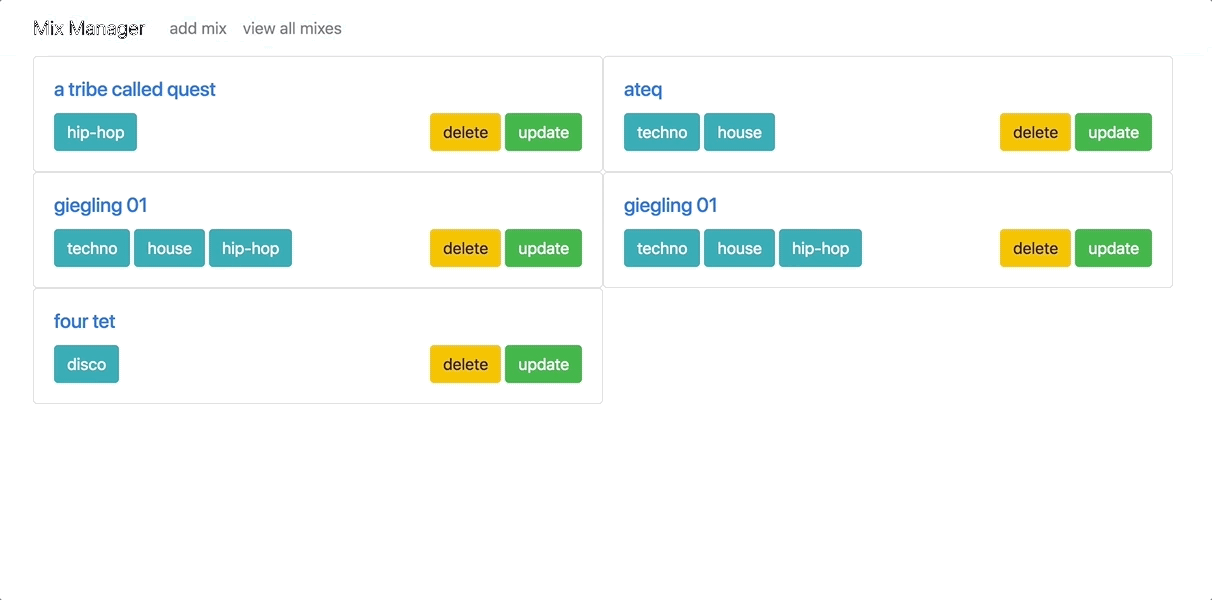 Mix Manager add mix view all mixes
a tribe called quest
hip-hop delete update
ateq
techno house delete update
giegling 01
techno house hip-hop delete update
giegling 01
techno house hip-hop delete update
four tet
disco delete update